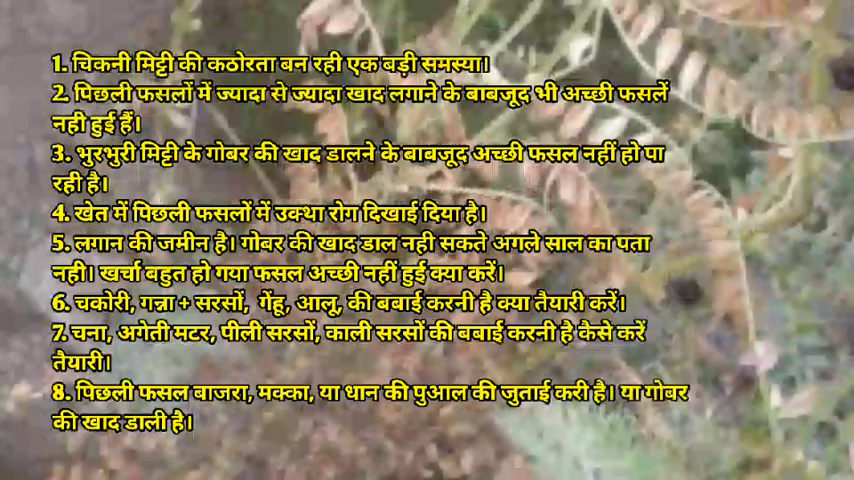 1. चिकनी मिट्टी की कठोरता बन रही एक बड़ी समस्या।
2. पिछली फसलों में ज्यादा से ज्यादा खाद लगाने के बाबजूद भी अच्छी फसलें
नही हुई हैं।
3. भुरभुरी मिट्टी के गोबर की खाद डालने के बाबजूद अच्छी फसल नहीं हो पा
रही है।
4. खेत में पिछली फसलों में उक्था रोग दिखाई दिया है।
5. लगान की जमीन है। गोबर की खाद डाल नही सकते अगले साल का पता
नही। खर्चा बहुत हो गया फसल अच्छी नहीं हुई क्या करें।
6. चकोरी, गन्ना + सरसों, गेंहू, आलू, की बबाई करनी है क्या तैयारी करें।
7. चना, अगेती मटर, पीली सरसों, काली सरसों की बबाई करनी है कैसे करें
तैयारी।
8. पिछली फसल बाजरा, मक्का, या धान की पुआल की जुताई करी है। या गोबर
की खाद डाली है।